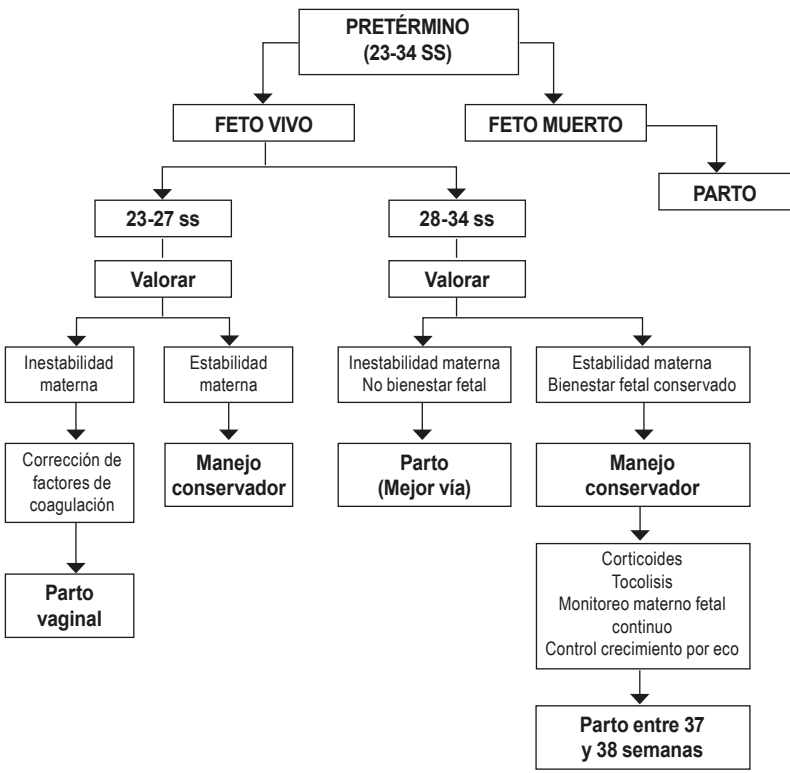 PRETÉRMINO
(23-34 SS)
FETO VIVO
FETO MUERTO
PARTO
23-27 ss
28-34 ss
Valorar
Valorar
Inestabilidad
materna
Estabilidad
materna
Inestabilidad materna
No bienestar fetal
Estabilidad materna
Bienestar fetal conservado
Corrección de
factores de
coagulación
Manejo
conservador
Parto
(Mejor vía)
Manejo
conservador
Parto
vaginal
Corticoides
Tocolisis
Monitoreo materno fetal
continuo
Control crecimiento por eco
Parto entre 37
y 38 semanas